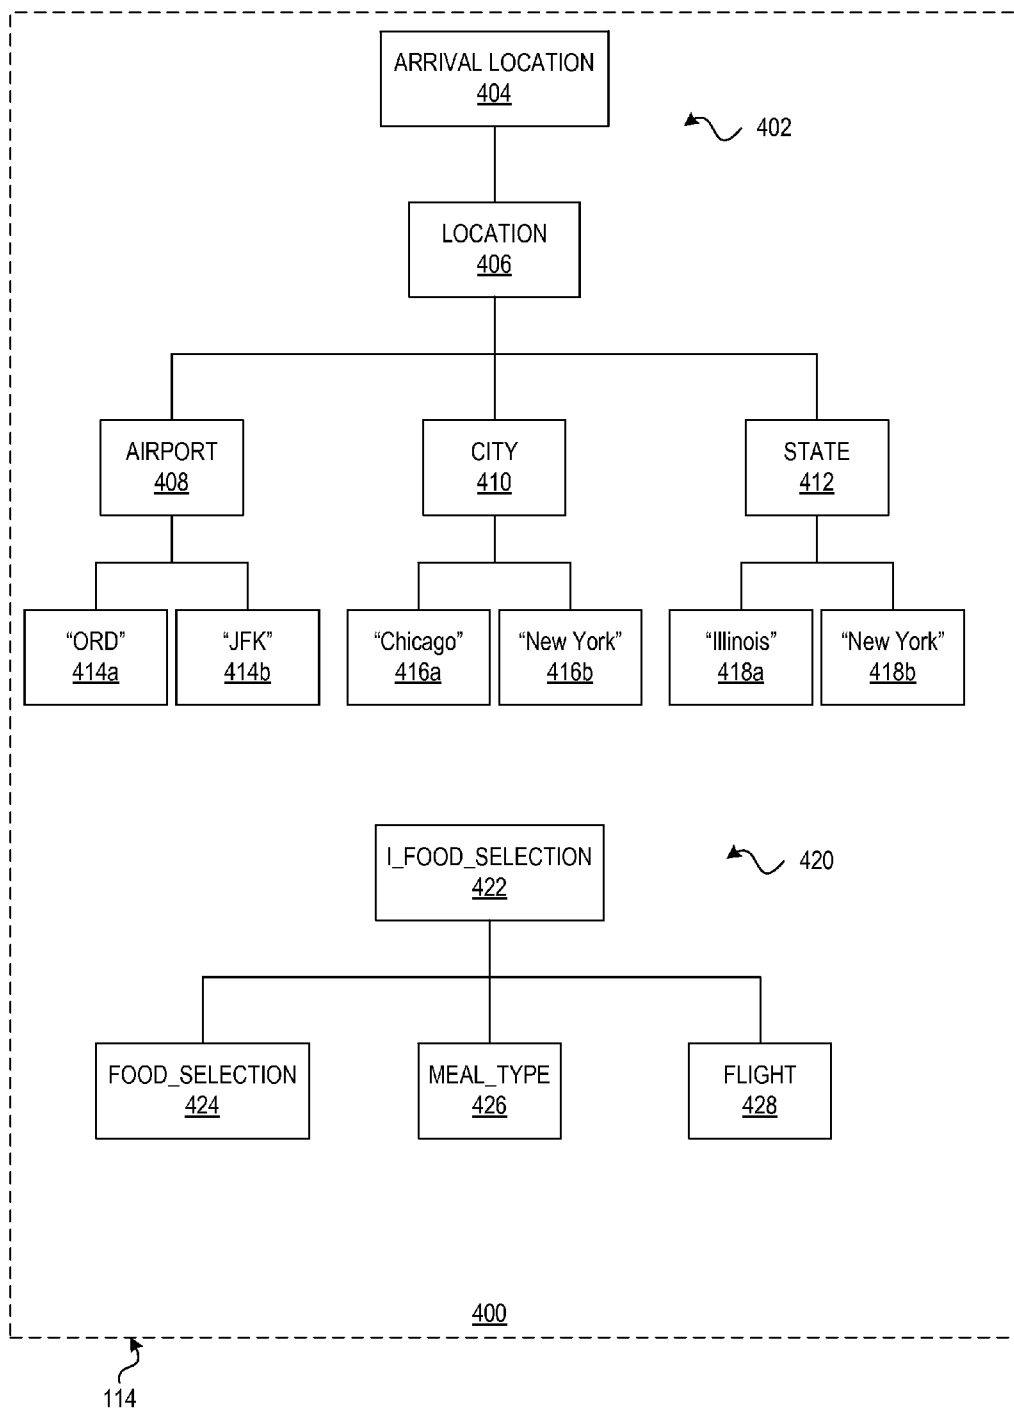 ARRIVAL LOCATION
404
402
LOCATION
406
AIRPORT
408
CITY
410
STATE
412
“ORD”
414a
“JFK”
414b
“Chicago”
416a
“New York”
416b
“Illinois”
418a
“New York”
418b
I_FOOD_SELECTION
422
420
FOOD_SELECTION
424
MEAL_TYPE
426
FLIGHT
428
400
114